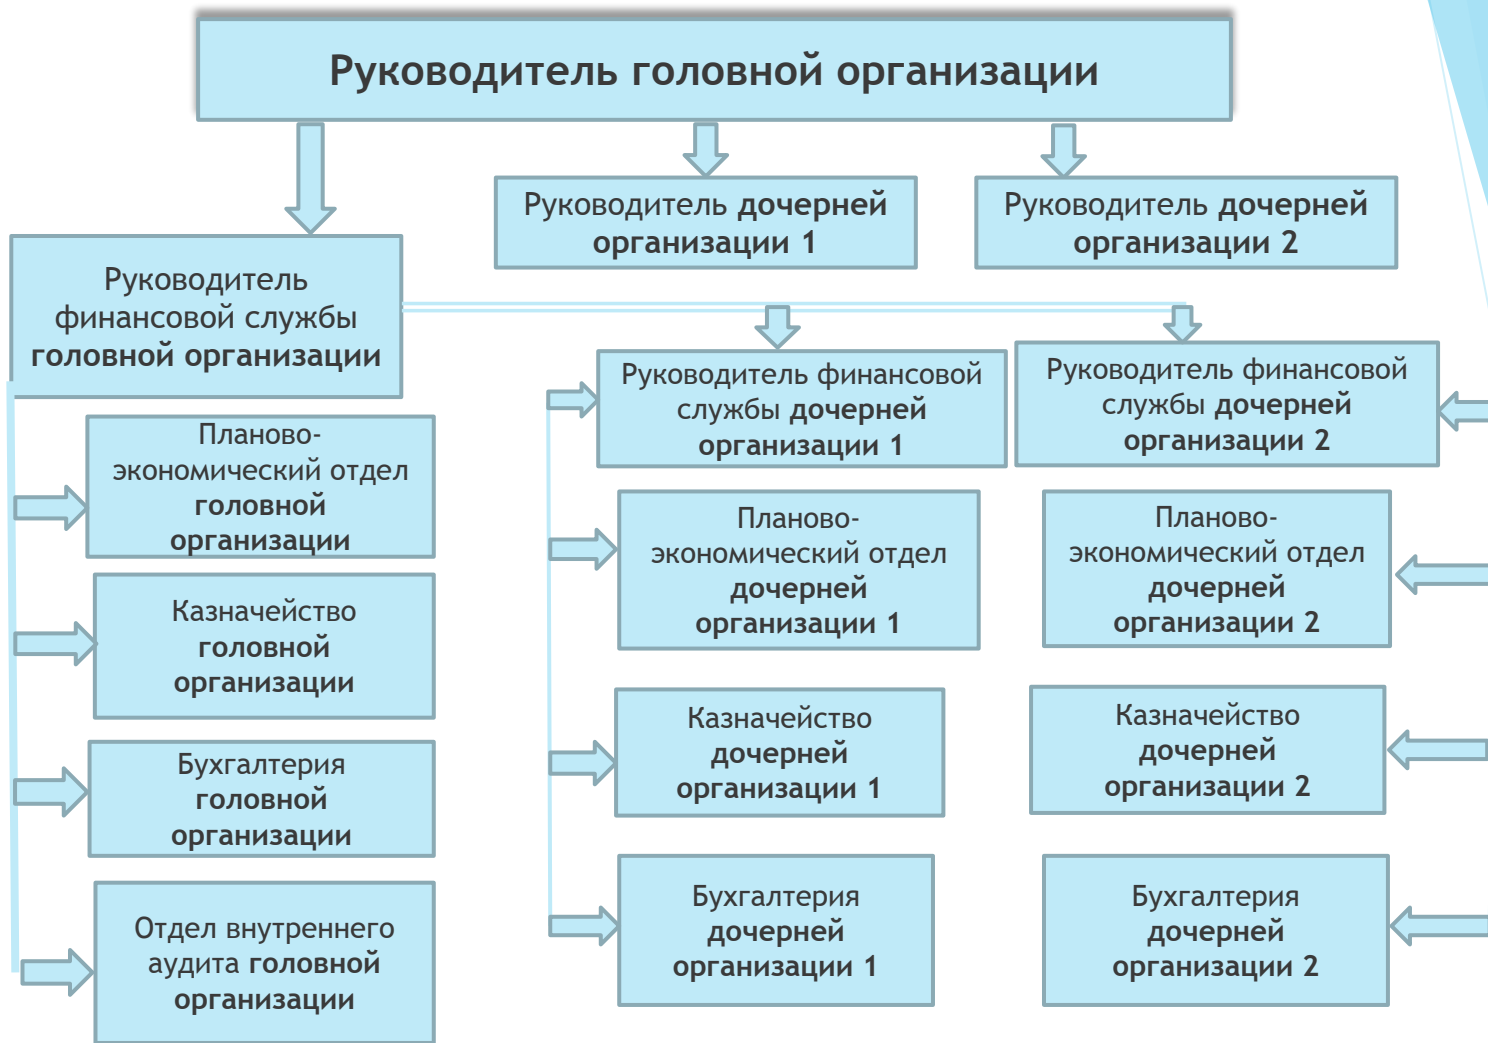 Руководитель головной организации
Руководитель дочерней
организации 1
Руководитель дочерней
организации 2
Руководитель
финансовой службы
головной организации
Руководитель финансовой
службы дочерней
организации 1
Руководитель финансовой
службы дочерней
организации 2
Планово-
экономический отдел
головной
организации
Казначейство
головной
организации
Бухгалтерия
головной
организации
Отдел внутреннего
аудита головной
организации
Планово-
экономический отдел
дочерней
организации 1
Казначейство
дочерней
организации 1
Бухгалтерия
дочерней
организации 1
Планово-
экономический отдел
дочерней
организации 2
Казначейство
дочерней
организации 2
Бухгалтерия
дочерней
организации 2